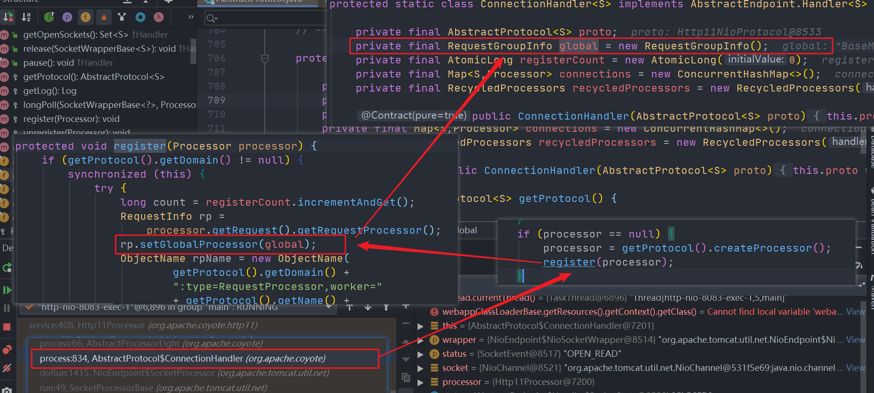 Structure
AbstractProtocol.java
getOpenSockets(): Set<S> ↑Handler
release(SocketWrapperBase<S>): void ↑Handler
pause(): void ↑Handler
getProtocol(): AbstractProtocol<S>
getLog(): Log
longPoll(SocketWrapperBase<?>, Processor
register(Processor): void
unregister(Processor): void
704
705
706
707
708
709
710
711
// --
prote
protected static class ConnectionHandler<S> implements AbstractEndpoint.Handler<S>
private final AbstractProtocol<S> proto; proto: Http11NioProtocol@8533
private final RequestGroupInfo global = new RequestGroupInfo(); global: "BaseM
private final AtomicLong registerCount = new AtomicLong( initialValue: 0); registe
private final Map<S,Processor> connections = new ConcurrentHashMap<>(); connec
private final RecycledProcessors recycledProcessors = new RecycledProcessors( handle
@Contract(pure=true) public ConnectionHandler(AbstractProtocol<S> proto) { this.pro
private final Map<S,Processor> connections = new ConcurrentHashMap<>();
dProcessors recycledProcessors = new RecycledProcessors( handler
lic ConnectionHandler(AbstractProtocol<S> proto) { this.proto
otocol<S> getProtocol() {
protected void register(Processor processor) {
if (getProtocol().getDomain() != null) {
synchronized (this) {
try {
long count = registerCount.incrementAndGet();
RequestInfo rp =
processor.getRequest().getRequestProcessor();
rp.setGlobalProcessor(global);
ObjectName rpName = new ObjectName(
getProtocol().getDomain() +
":type=RequestProcessor,worker="
+ getProtocol().getName() +
global
}
if (processor == null) {
processor = getProtocol().createProcessor();
register(processor);
}
De
"http-nio-8083-exec-1"@6,896 in group "main": RUNNING
service:408, Http11Processor (org.apache.coyote.http11)
process:66, AbstractProcessorLight (org.apache.coyote)
process:834, AbstractProtocol$ConnectionHandler (org.apache.coyote)
doRun:1415, NioEndpoint$SocketProcessor (org.apache.tomcat.util.net)
run:49, SocketProcessorBase (org.apache.tomcat.util.net)
read.currentThread() = {TaskThread@6896} "Thread[http-nio-8083-exec-1,5,main]"
webappClassLoaderBase.getResources().getContext().getClass() = Cannot find local variable 'weba... View
this = {AbstractProtocol$ConnectionHandler@7201}
wrapper = {NioEndpoint$NioSocketWrapper@8514} "org.apache.tomcat.util.net.NioEndpoint$N... View
status = {SocketEvent@8517} "OPEN_READ"
socket = {NioChannel@8521} "org.apache.tomcat.util.net.NioChannel@531f5e69:java.nio.channel... View
processor = {Http11Processor@7200}